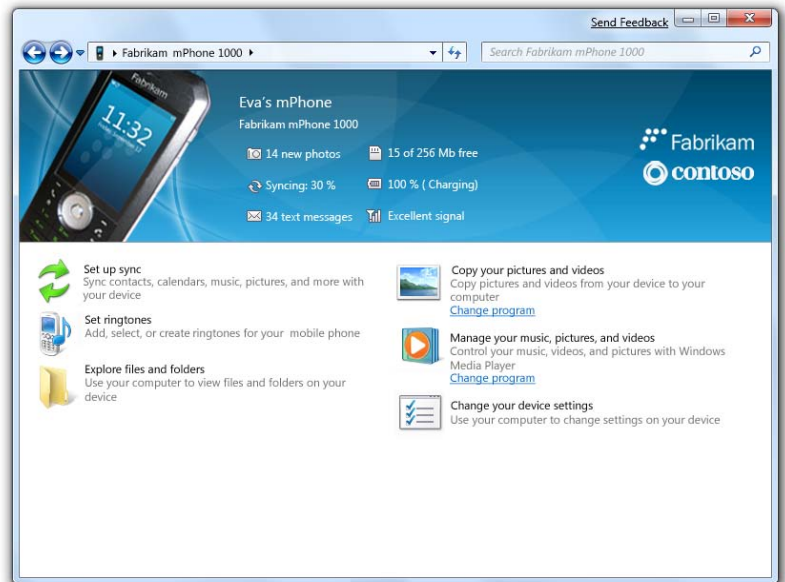 Send Feedback
Fabrikam mPhone 1000
Search Fabrikam mPhone 1000
Fabrikam
11:32
Eva's mPhone
Fabrikam mPhone 1000
14 new photos
15 of 256 Mb free
Syncing: 30 %
100 % ( Charging)
34 text messages
Excellent signal
Fabrikam
contoso
Set up sync
Sync contacts, calendars, music, pictures, and more with
your device
Set ringtones
Add, select, or create ringtones for your mobile phone
Explore files and folders
Use your computer to view files and folders on your
device
Copy your pictures and videos
Copy pictures and videos from your device to your
computer
Change program
Manage your music, pictures, and videos
Control your music, videos, and pictures with Windows
Media Player
Change program
Change your device settings
Use your computer to change settings on your device